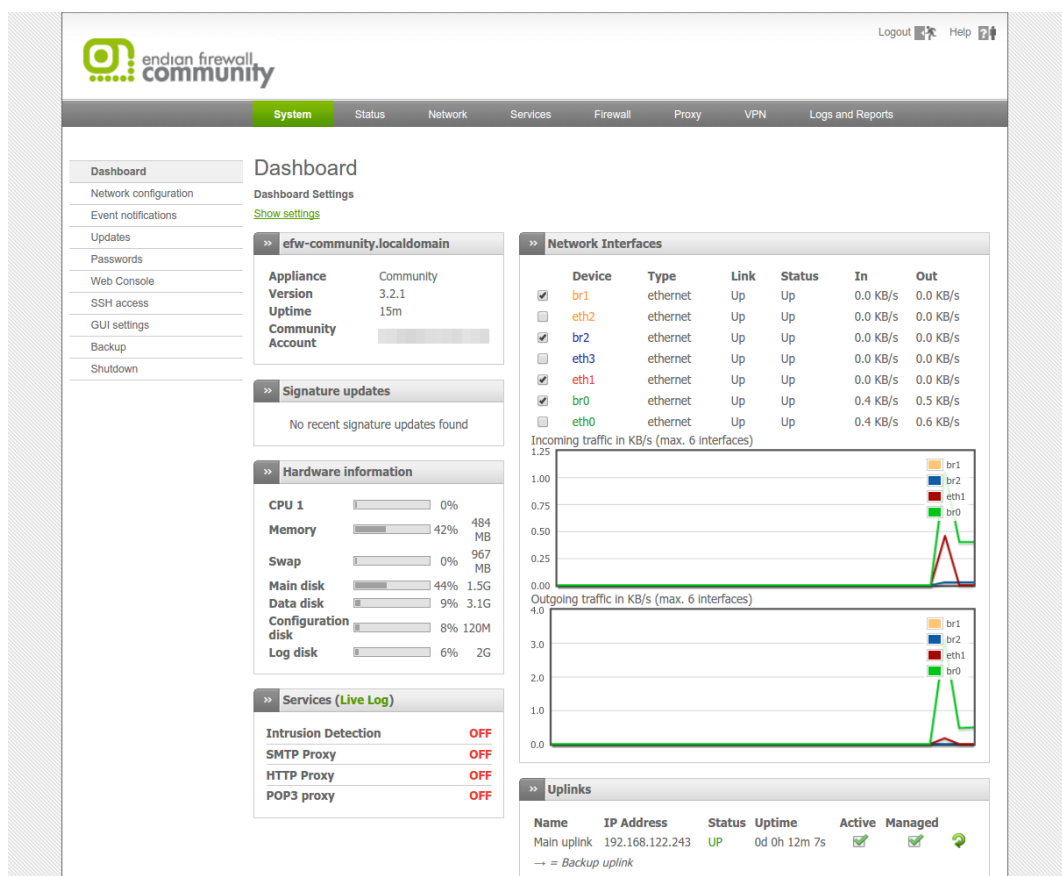 Logout Help
endian firewall
community
System Status Network Services Firewall Proxy VPN Logs and Reports
Dashboard
Network configuration
Event notifications
Updates
Passwords
Web Console
SSH access
GUI settings
Backup
Shutdown
Dashboard
Dashboard Settings
Show settings
efw-community.localdomain
Appliance Community
Version 3.2.1
Uptime 15m
Community
Account
Signature updates
No recent signature updates found
Hardware information
CPU 1 0%
Memory 42% 484
MB
Swap 0% 967
MB
Main disk 44% 1.5G
Data disk 9% 3.1G
Configuration
disk 8% 120M
Log disk 6% 2G
Services (Live Log)
Intrusion Detection OFF
SMTP Proxy OFF
HTTP Proxy OFF
POP3 proxy OFF
Network Interfaces
Device Type Link Status In Out
br1 ethernet Up Up 0.0 KB/s 0.0 KB/s
eth2 ethernet Up Up 0.0 KB/s 0.0 KB/s
br2 ethernet Up Up 0.0 KB/s 0.0 KB/s
eth3 ethernet Up Up 0.0 KB/s 0.0 KB/s
eth1 ethernet Up Up 0.0 KB/s 0.0 KB/s
br0 ethernet Up Up 0.4 KB/s 0.5 KB/s
eth0 ethernet Up Up 0.4 KB/s 0.6 KB/s
Incoming traffic in KB/s (max. 6 interfaces)
1.25
1.00
0.75
0.50
0.25
0.00
br1
br2
eth1
br0
Outgoing traffic in KB/s (max. 6 interfaces)
4.0
3.0
2.0
1.0
0.0
br1
br2
eth1
br0
Uplinks
Name IP Address Status Uptime Active Managed
Main uplink 192.168.122.243 UP 0d 0h 12m 7s
→ = Backup uplink